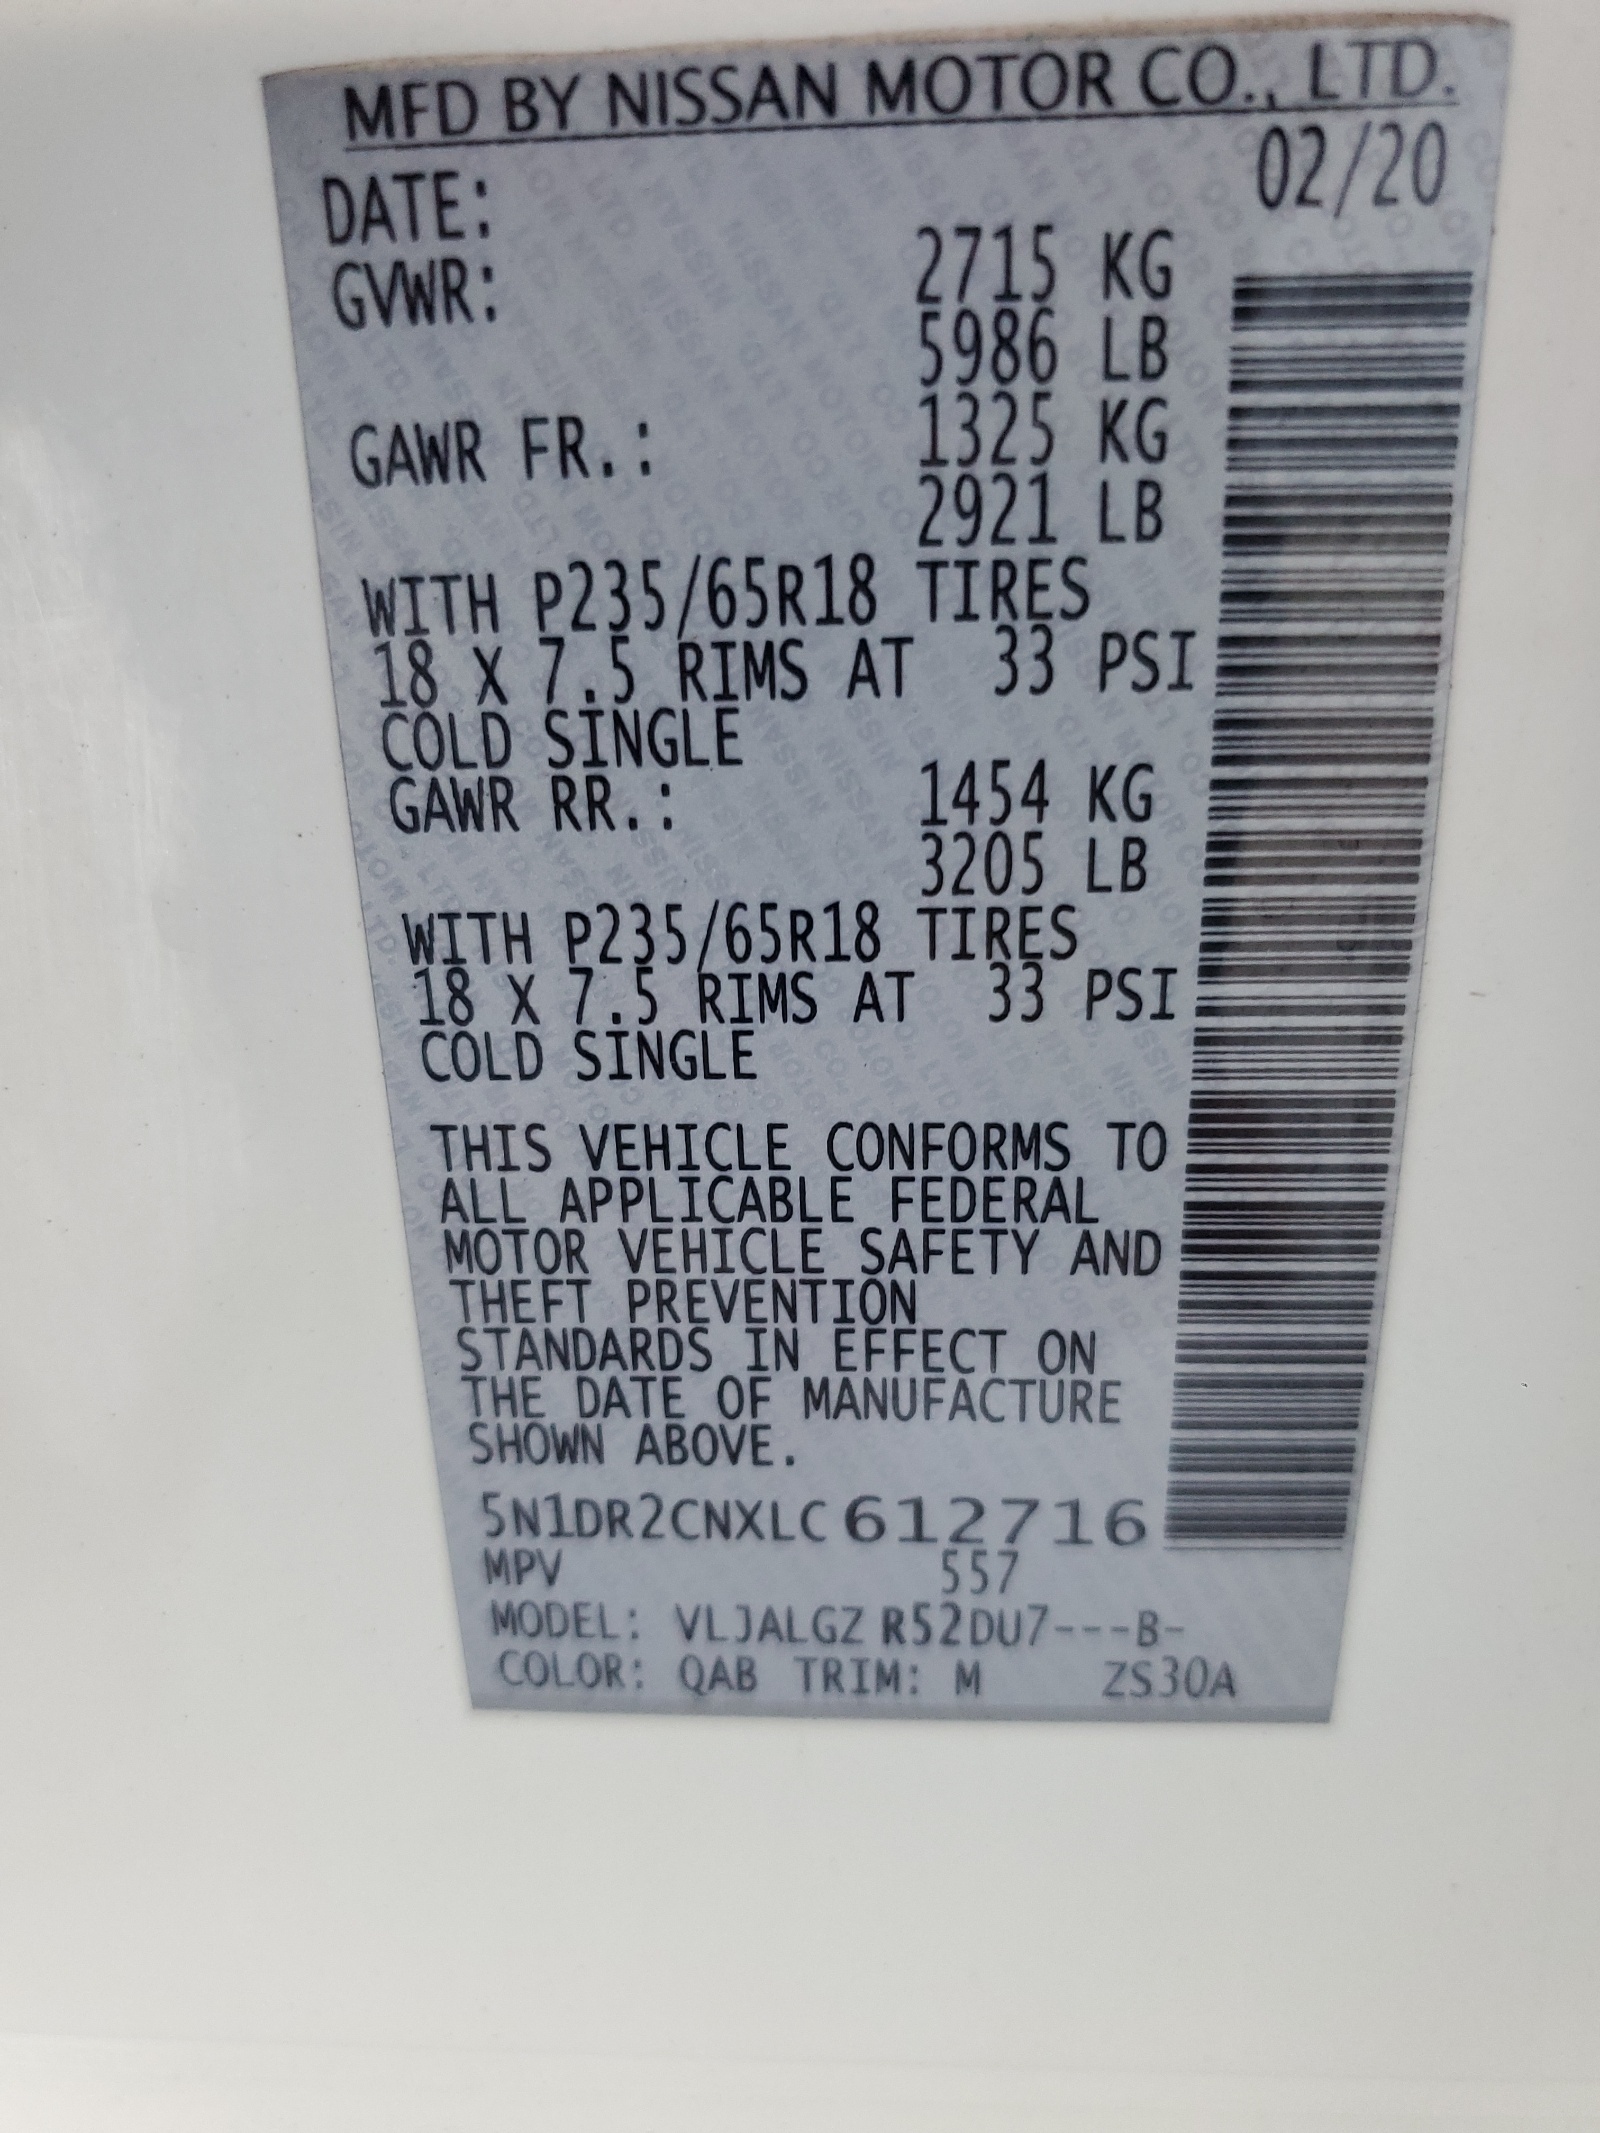 MFD BY NISSAN MOTOR CO., LTD.
DATE: 02/20
GVWR: 2715 KG
5986 LB
GAWR FR.: 1325 KG
2921 LB
WITH P235/65R18 TIRES
18 X 7.5 RIMS AT 33 PSI
COLD SINGLE
GAWR RR.: 1454 KG
3205 LB
WITH P235/65R18 TIRES
18 X 7.5 RIMS AT 33 PSI
COLD SINGLE
THIS VEHICLE CONFORMS TO
ALL APPLICABLE FEDERAL
MOTOR VEHICLE SAFETY AND
THEFT PREVENTION
STANDARDS IN EFFECT ON
THE DATE OF MANUFACTURE
SHOWN ABOVE.
5N1DR2CNXLC612716
MPV 557
MODEL: VLJALGZ R52DU7---B-
COLOR: QAB TRIM: M ZS30A